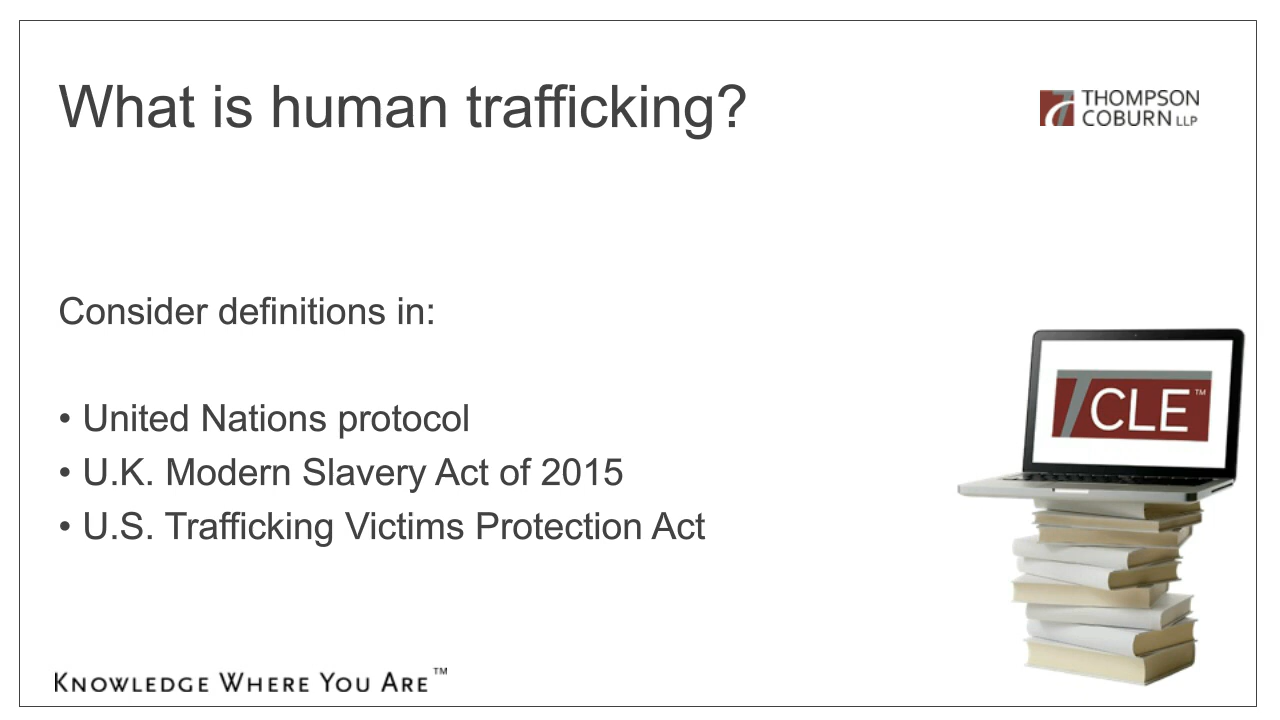 What is human trafficking?
THOMPSON
COBURN LLP
Consider definitions in:
• United Nations protocol
• U.K. Modern Slavery Act of 2015
• U.S. Trafficking Victims Protection Act
CLE™
KNOWLEDGE WHERE YOU ARE™